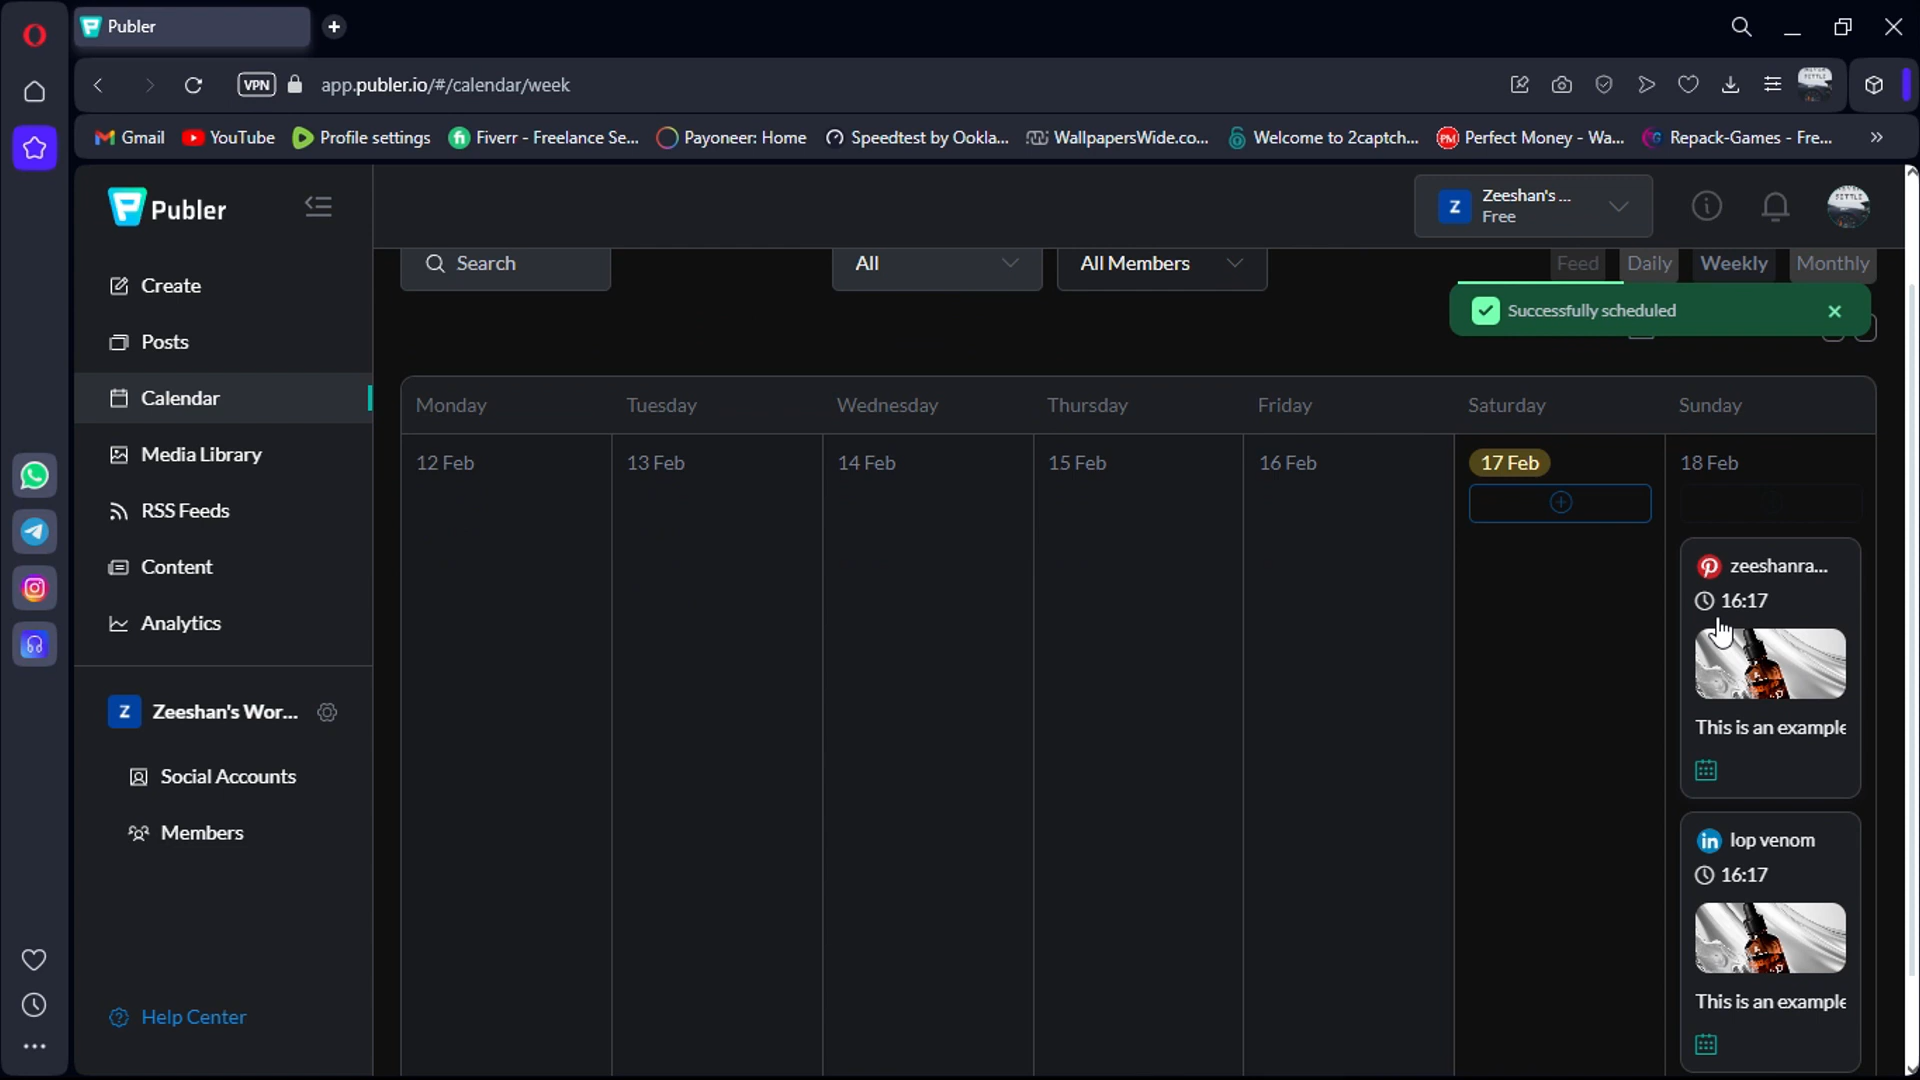 Publer
VPN app.publer.io/#/calendar/week
Gmail YouTube Profile settings Fiverr - Freelance Se... Payoneer: Home Speedtest by Ookla... WallpapersWide.co... Welcome to 2captch... Perfect Money - Wa... Repack-Games - Fre... »
Publer
Z Zeeshan's ...
Free
Create
Posts
Calendar
Media Library
RSS Feeds
Content
Analytics
Z Zeeshan's Wor...
Social Accounts
Members
Help Center
Search All All Members Feed Daily Weekly Monthly
Successfully scheduled
Monday Tuesday Wednesday Thursday Friday Saturday Sunday
12 Feb 13 Feb 14 Feb 15 Feb 16 Feb 17 Feb 18 Feb
zeeshanra...
16:17
This is an example
in lop venom
16:17
This is an example